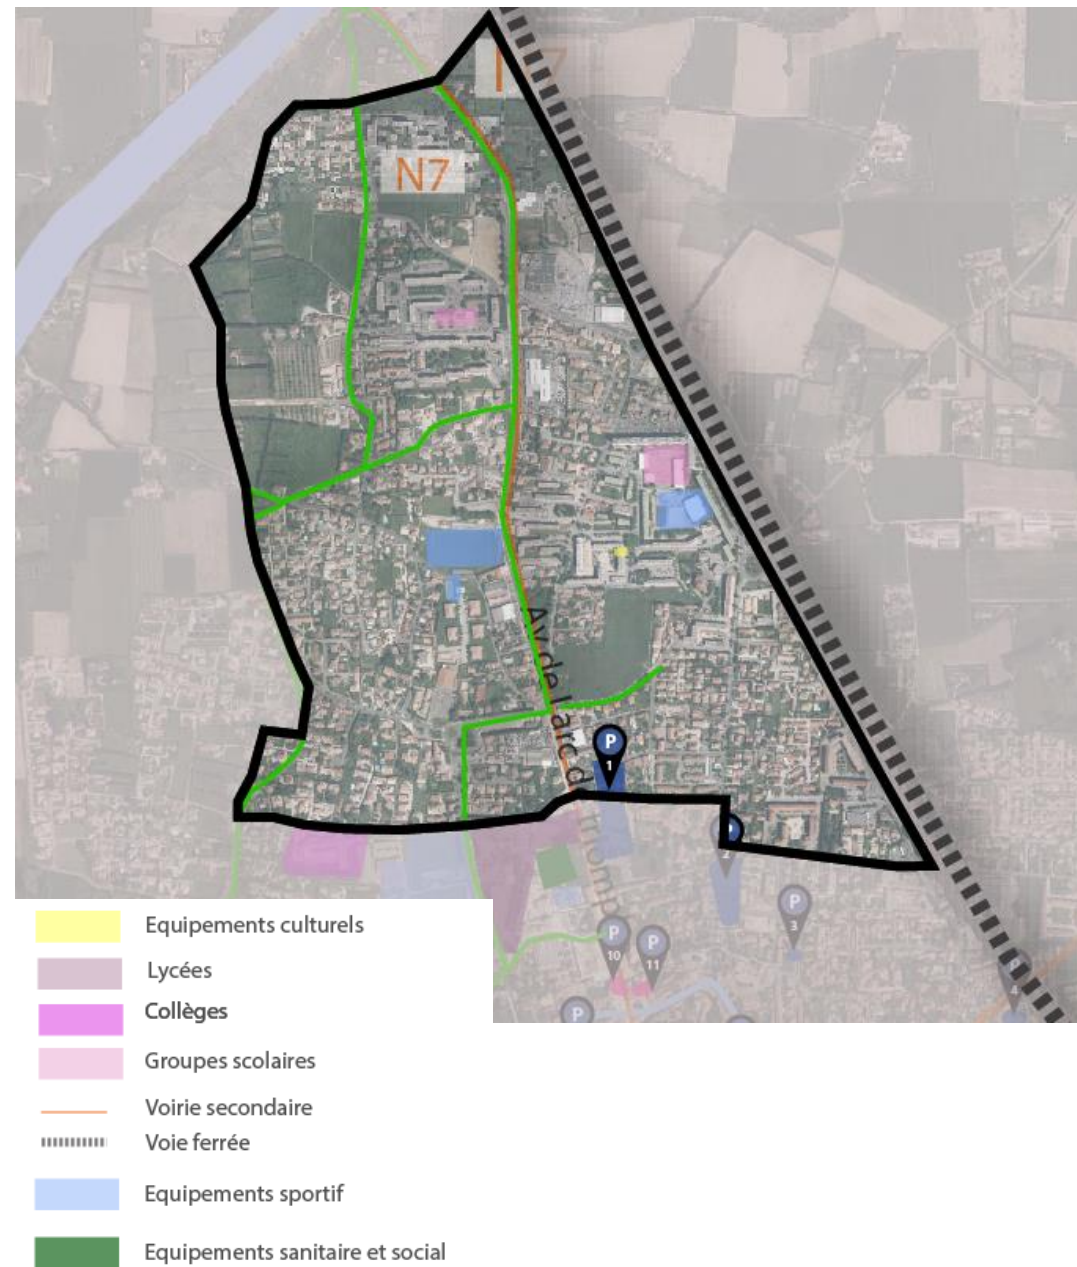 N7
N7
Av de l'arc d
P
1
P
2
P
3
P
10
P
11
P
4
P
Equipements culturels
Lycées
Collèges
Groupes scolaires
Voirie secondaire
Voie ferrée
Equipements sportif
Equipements sanitaire et social